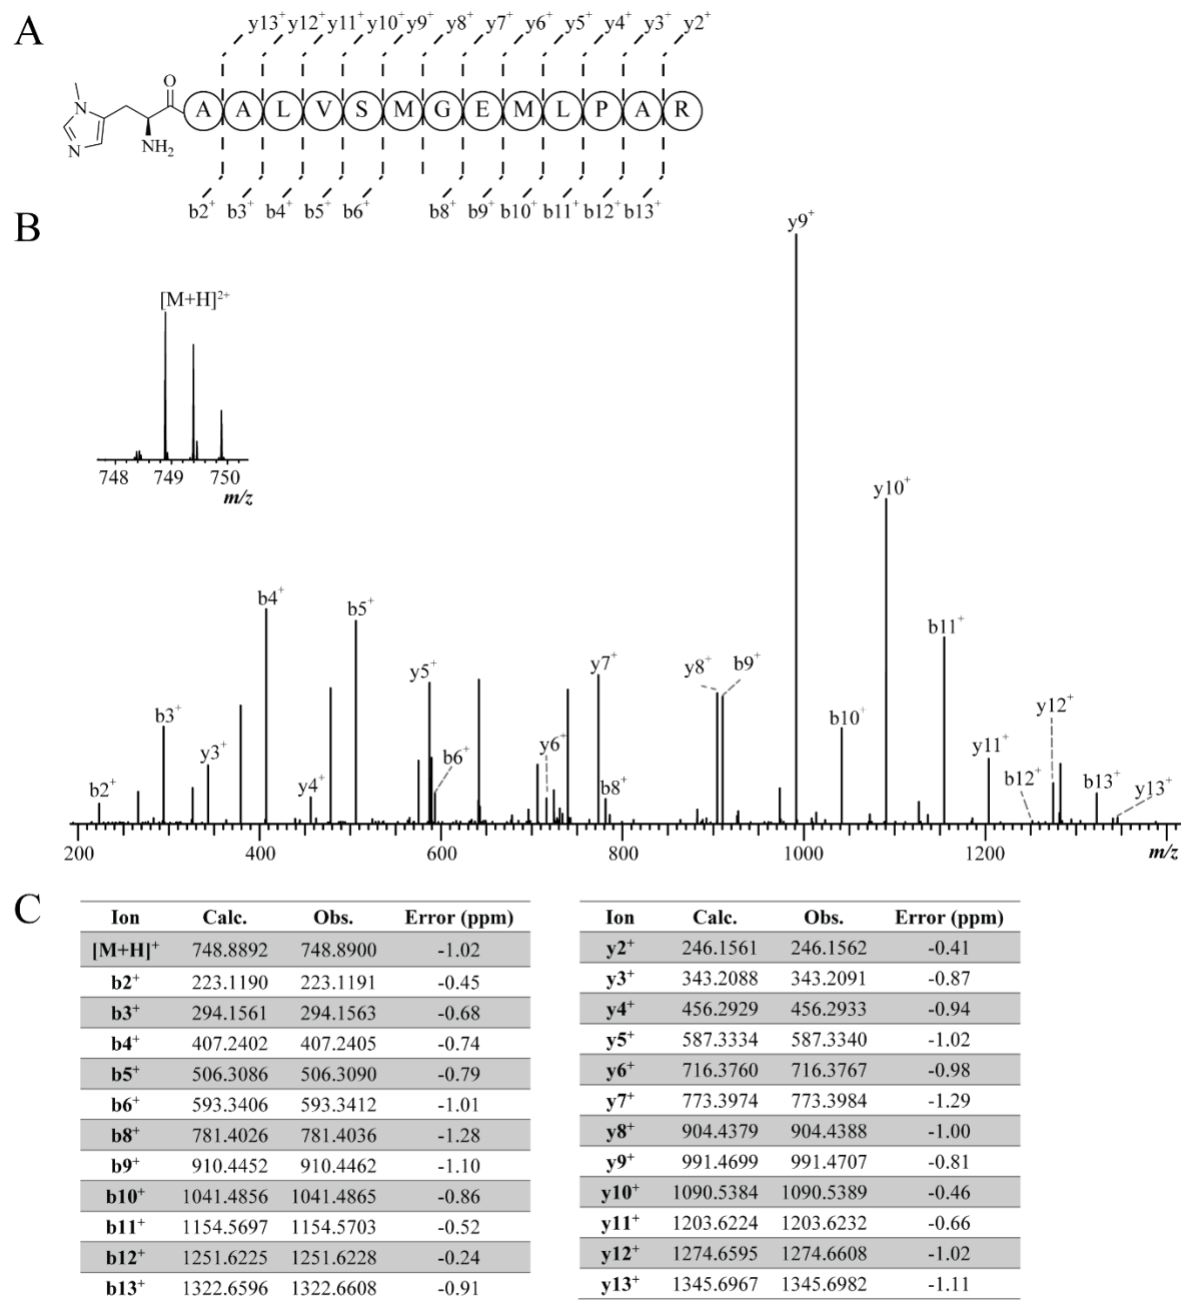 A
y13⁺ y12⁺ y11⁺ y10⁺ y9⁺ y8⁺ y7⁺ y6⁺ y5⁺ y4⁺ y3⁺ y2⁺
O
N
N
NH₂
A A L V S M G E M L P A R
b2⁺ b3⁺ b4⁺ b5⁺ b6⁺ b8⁺ b9⁺ b10⁺ b11⁺ b12⁺ b13⁺
B
y9⁺
[M+H]²⁺
748 749 750
m/z
y10⁺
b4⁺
b5⁺
b11⁺
y5⁺
y7⁺
y8⁺
b9⁺
b3⁺
y3⁺
b6⁺
y6⁺
b10⁺
y12⁺
y11⁺
b2⁺
y4⁺
b8⁺
b12⁺
b13⁺
y13⁺
200 400 600 800 1000 1200 m/z
C
Ion Calc. Obs. Error (ppm)
[M+H]⁺ 748.8892 748.8900 -1.02
b2⁺ 223.1190 223.1191 -0.45
b3⁺ 294.1561 294.1563 -0.68
b4⁺ 407.2402 407.2405 -0.74
b5⁺ 506.3086 506.3090 -0.79
b6⁺ 593.3406 593.3412 -1.01
b8⁺ 781.4026 781.4036 -1.28
b9⁺ 910.4452 910.4462 -1.10
b10⁺ 1041.4856 1041.4865 -0.86
b11⁺ 1154.5697 1154.5703 -0.52
b12⁺ 1251.6225 1251.6228 -0.24
b13⁺ 1322.6596 1322.6608 -0.91
Ion Calc. Obs. Error (ppm)
y2⁺ 246.1561 246.1562 -0.41
y3⁺ 343.2088 343.2091 -0.87
y4⁺ 456.2929 456.2933 -0.94
y5⁺ 587.3334 587.3340 -1.02
y6⁺ 716.3760 716.3767 -0.98
y7⁺ 773.3974 773.3984 -1.29
y8⁺ 904.4379 904.4388 -1.00
y9⁺ 991.4699 991.4707 -0.81
y10⁺ 1090.5384 1090.5389 -0.46
y11⁺ 1203.6224 1203.6232 -0.66
y12⁺ 1274.6595 1274.6608 -1.02
y13⁺ 1345.6967 1345.6982 -1.11